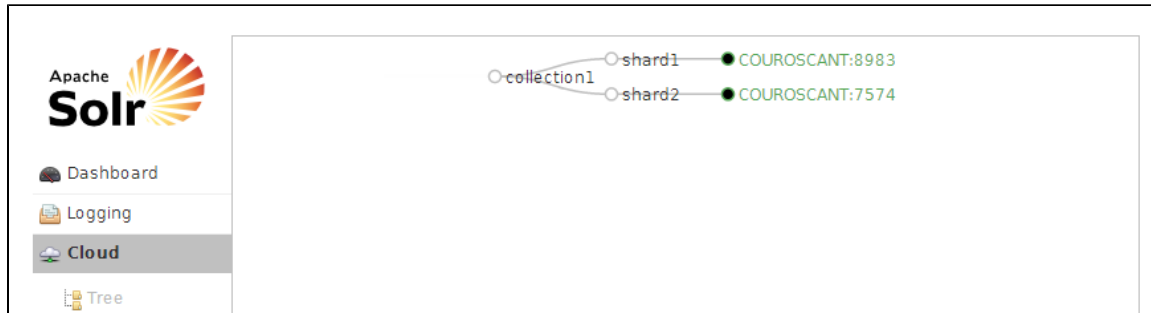 Apache
Solr
Dashboard
Logging
Cloud
Tree
collection1
shard1
COUROSCANT:8983
shard2
COUROSCANT:7574